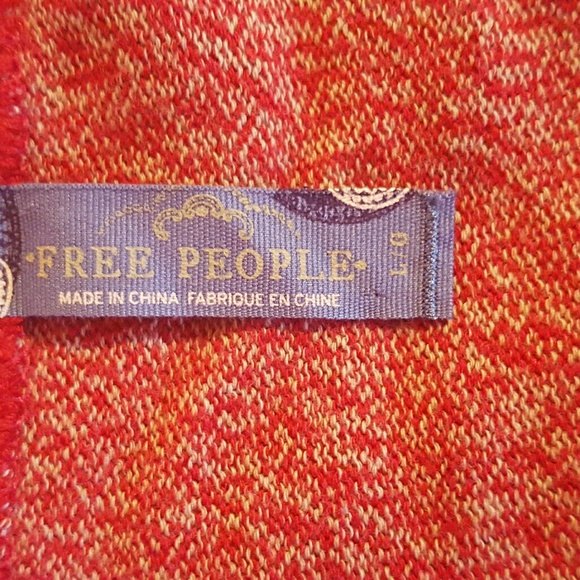 ·FREE PEOPLE·
MADE IN CHINA FABRIQUE EN CHINE
O/S